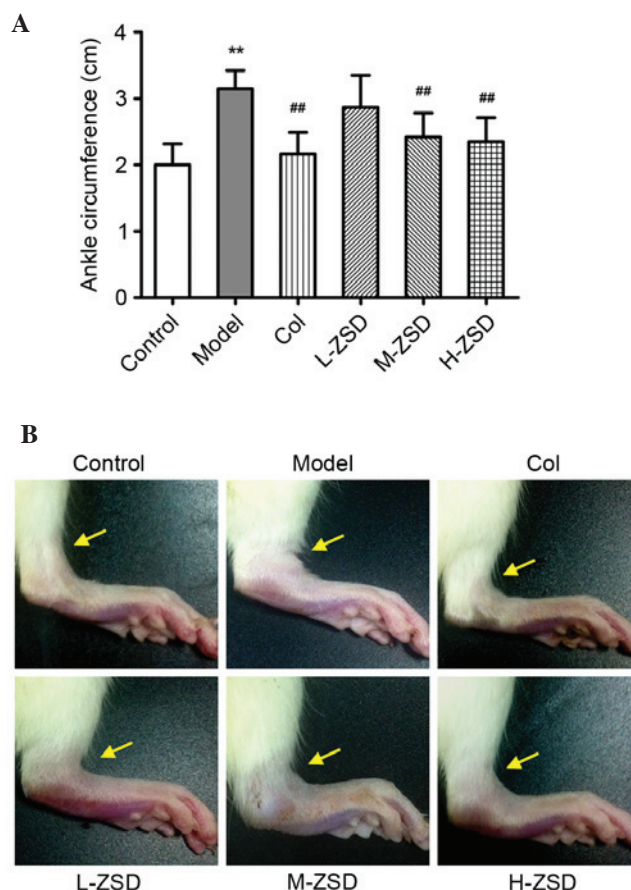 A
Ankle circumference (cm)
4
3
2
1
0
**
##
##
##
Control
Model
Col
L-ZSD
M-ZSD
H-ZSD
B
Control Model Col
L-ZSD M-ZSD H-ZSD